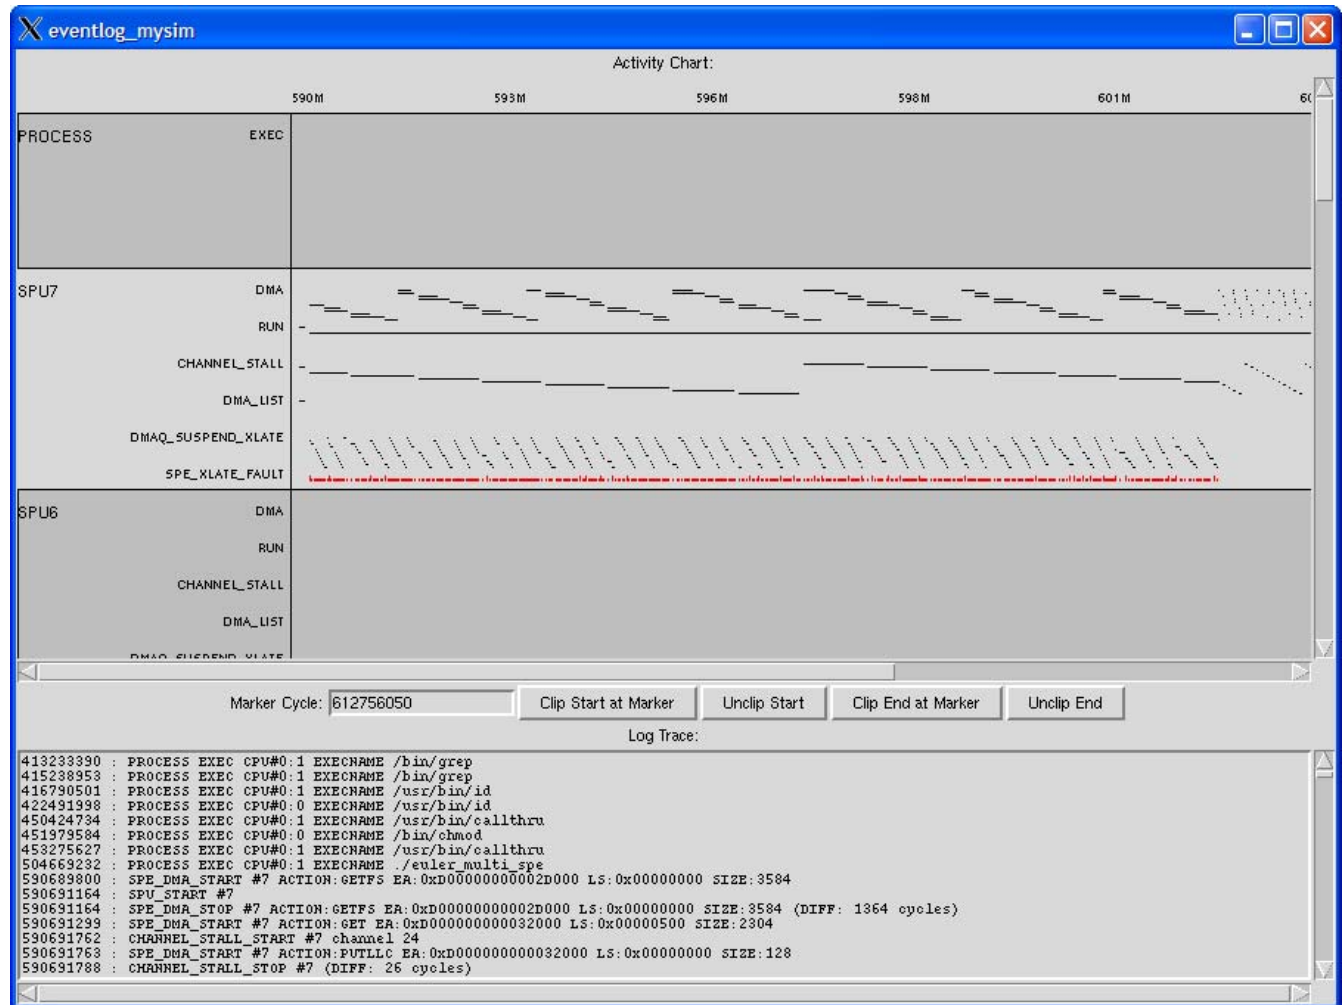 eventlog_mysim
Activity Chart:
590M 593M 596M 598M 601M 60
PROCESS EXEC
SPU7 DMA
RUN
CHANNEL_STALL
DMA_LIST
DMAQ_SUSPEND_XLATE
SPE_XLATE_FAULT
SPU6 DMA
RUN
CHANNEL_STALL
DMA_LIST
DMAQ_SUSPEND_XLATE
Marker Cycle: 612756050 Clip Start at Marker Unclip Start Clip End at Marker Unclip End
Log Trace:
413233390 : PROCESS EXEC CPU#0:1 EXECNAME /bin/grep
415238953 : PROCESS EXEC CPU#0:1 EXECNAME /bin/grep
416790501 : PROCESS EXEC CPU#0:1 EXECNAME /usr/bin/id
422491998 : PROCESS EXEC CPU#0:0 EXECNAME /usr/bin/id
450424734 : PROCESS EXEC CPU#0:1 EXECNAME /usr/bin/callthru
451979584 : PROCESS EXEC CPU#0:0 EXECNAME /bin/chmod
453275627 : PROCESS EXEC CPU#0:1 EXECNAME /usr/bin/callthru
504669232 : PROCESS EXEC CPU#0:1 EXECNAME ./euler_multi_spe
590689800 : SPE_DMA_START #7 ACTION:GETFS EA:0xD00000000002D000 LS:0x00000000 SIZE:3584
590691164 : SPU_START #7
590691164 : SPE_DMA_STOP #7 ACTION:GETFS EA:0xD00000000002D000 LS:0x00000000 SIZE:3584 (DIFF: 1364 cycles)
590691299 : SPE_DMA_START #7 ACTION:GET EA:0xD000000000032000 LS:0x00000500 SIZE:2304
590691762 : CHANNEL_STALL_START #7 channel 24
590691763 : SPE_DMA_START #7 ACTION:PUTLLC EA:0xD000000000032000 LS:0x00000000 SIZE:128
590691788 : CHANNEL_STALL_STOP #7 (DIFF: 26 cycles)